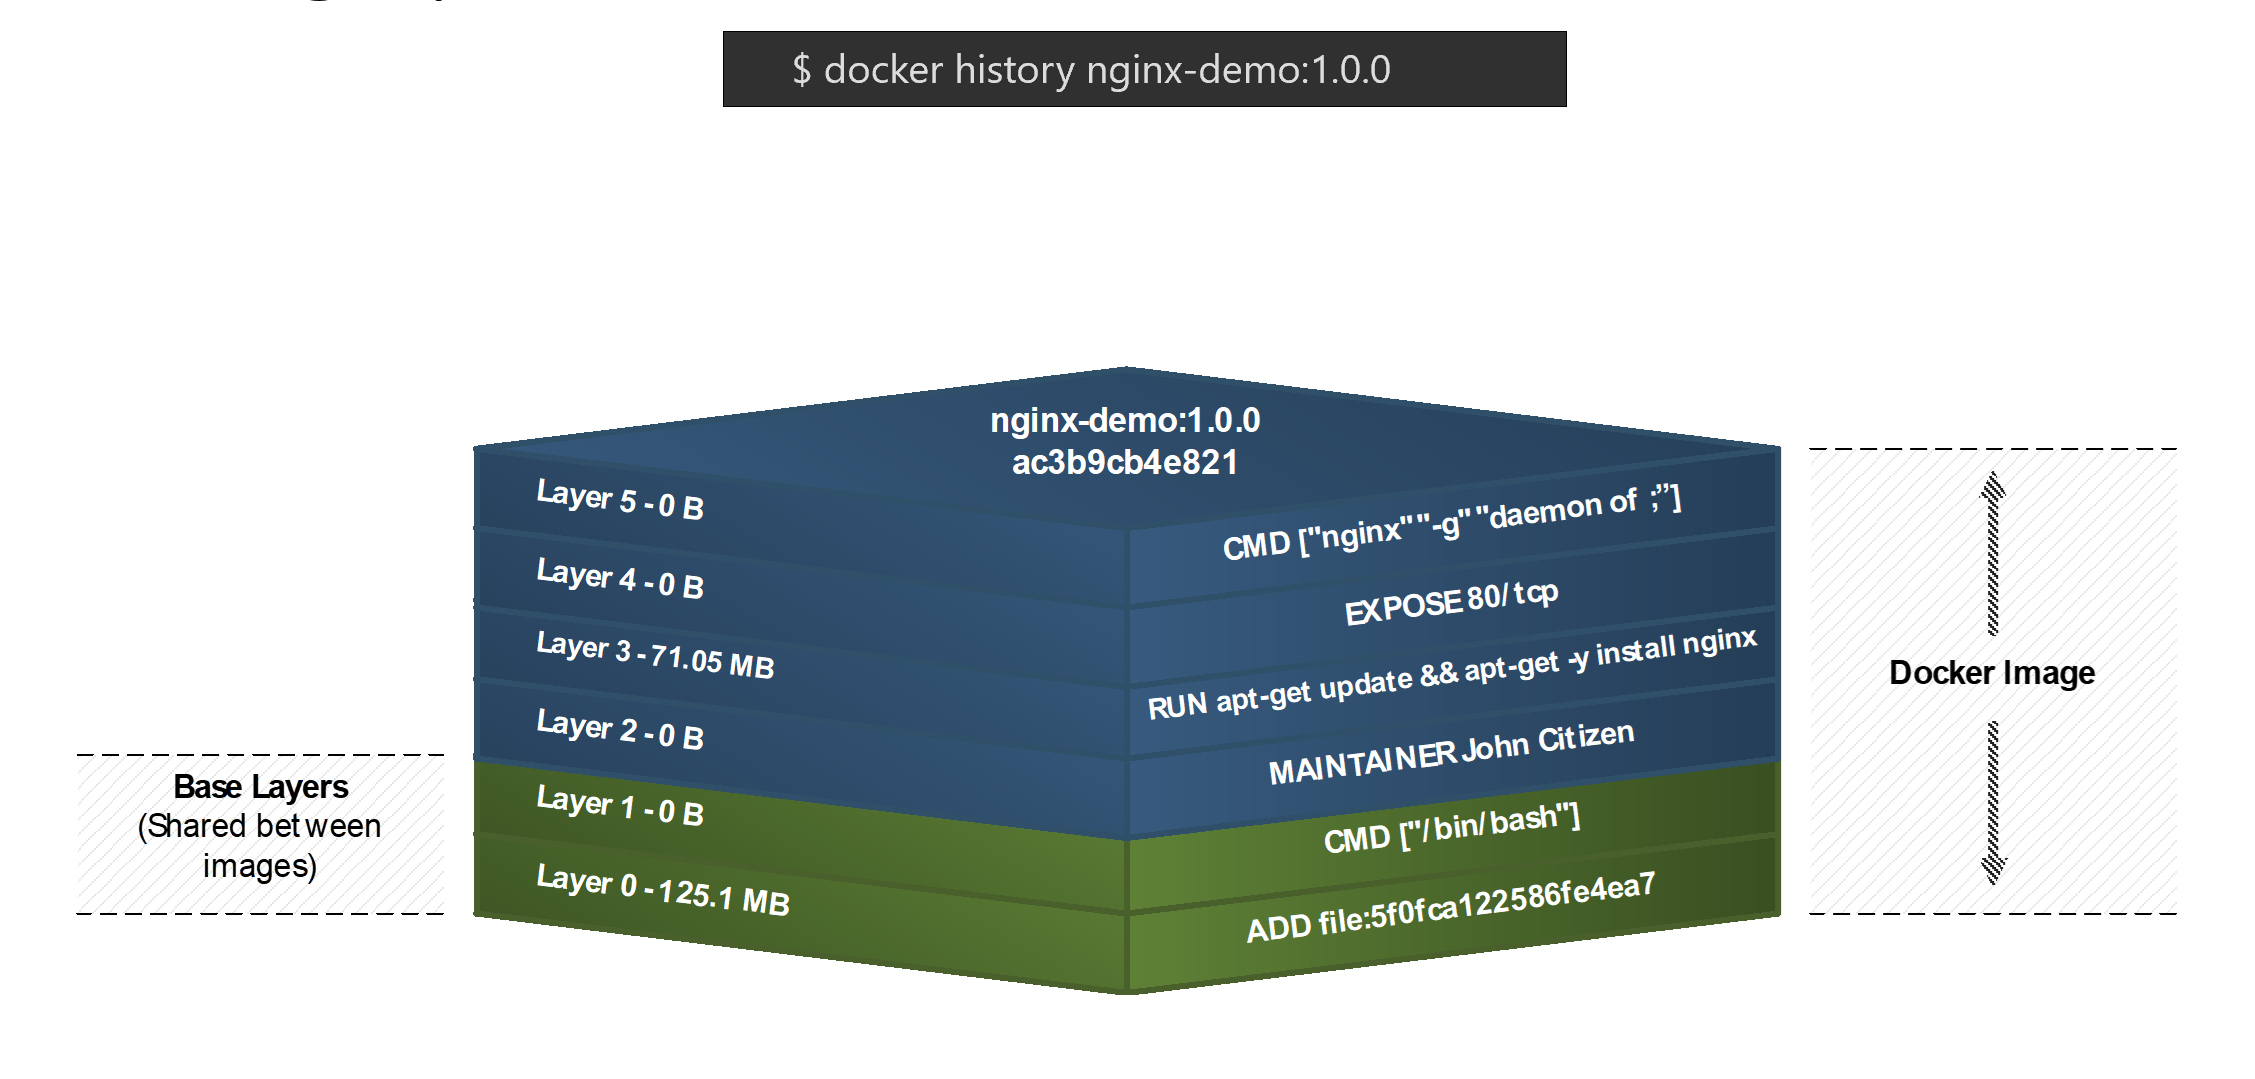 $ docker history nginx-demo:1.0.0
nginx-demo:1.0.0
ac3b9cb4e821
Layer 5 - 0 B
CMD ["nginx" "-g" "daemon of ;”]
Layer 4 - 0 B
EXPOSE 80/tcp
Layer 3 - 71.05 MB
RUN apt-get update && apt-get -y install nginx
Layer 2 - 0 B
MAINTAINER John Citizen
Layer 1 - 0 B
CMD ["/bin/bash"]
Layer 0 - 125.1 MB
ADD file:5f0fca122586fe4ea7
Base Layers
(Shared between
images)
Docker Image